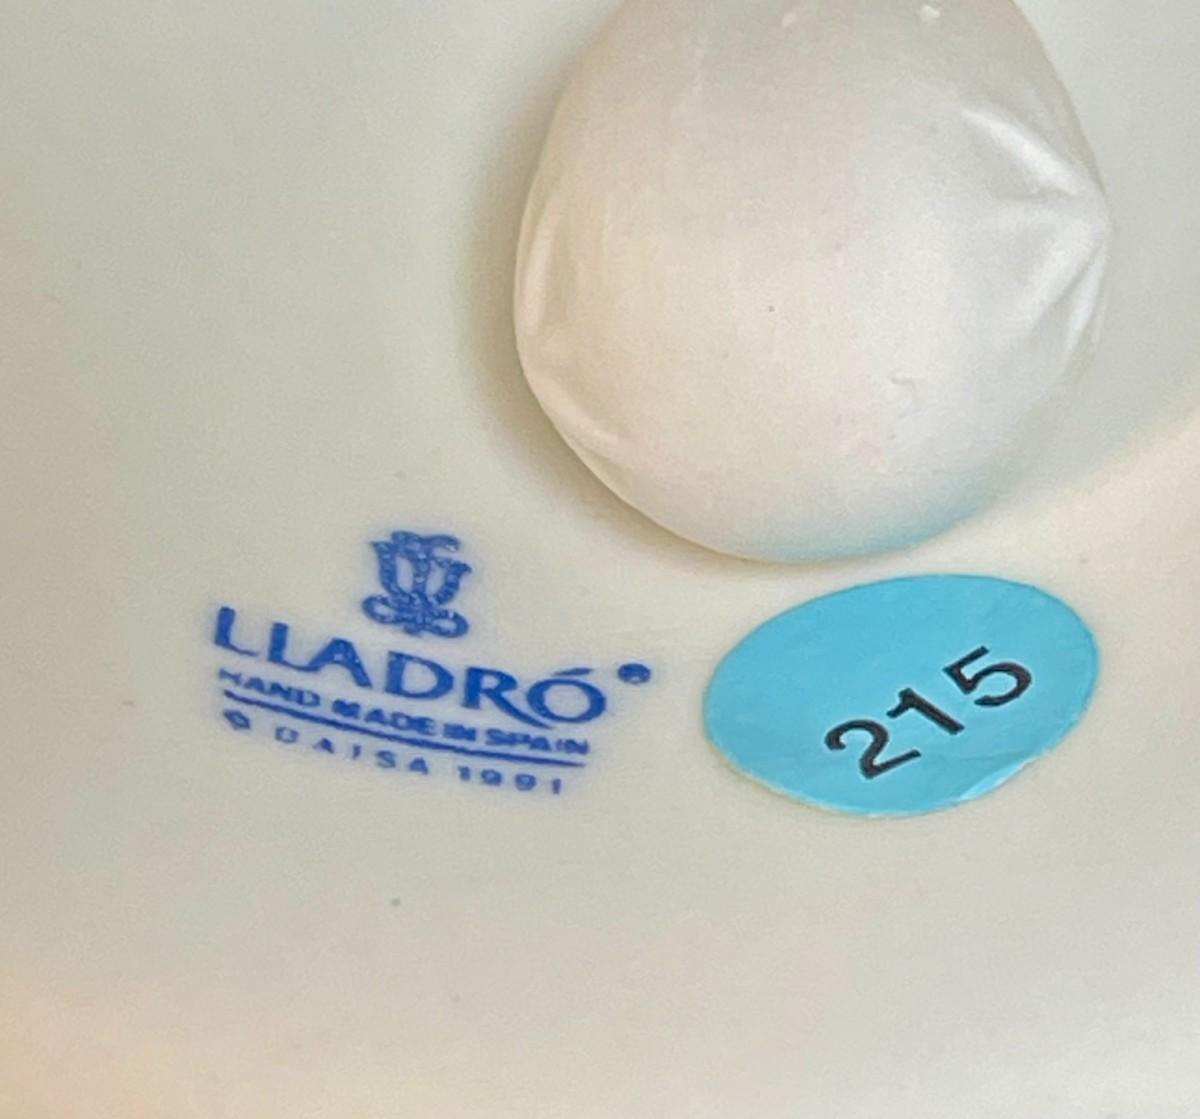 LLADRÓ®
HAND MADE IN SPAIN
© DAISA 1991
215